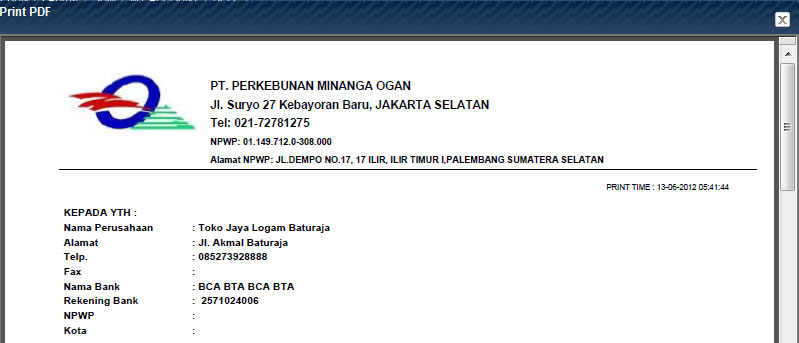 Print PDF
PT. PERKEBUNAN MINANGA OGAN
Jl. Suryo 27 Kebayoran Baru, JAKARTA SELATAN
Tel: 021-72781275
NPWP: 01.149.712.0-308.000
Alamat NPWP: JL.DEMPO NO.17, 17 ILIR, ILIR TIMUR I,PALEMBANG SUMATERA SELATAN
PRINT TIME : 13-06-2012 05:41:44
KEPADA YTH :
Nama Perusahaan : Toko Jaya Logam Baturaja
Alamat : Jl. Akmal Baturaja
Telp. : 085273928888
Fax :
Nama Bank : BCA BTA BCA BTA
Rekening Bank : 2571024006
NPWP :
Kota :